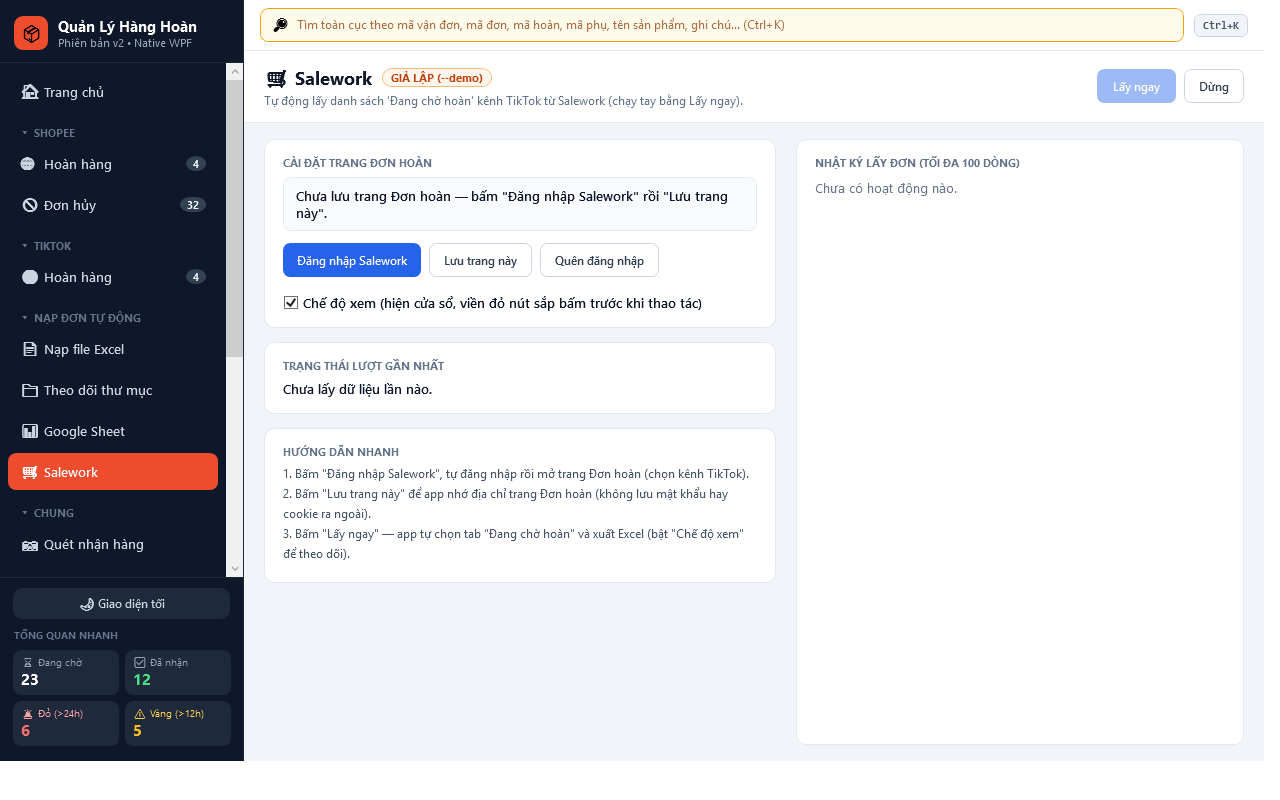 Quản Lý Hàng Hoàn
Phiên bản v2 • Native WPF
Tìm toàn cục theo mã vận đơn, mã đơn, mã hoàn, mã phụ, tên sản phẩm, ghi chú... (Ctrl+K)
Ctrl+K
Trang chủ
SHOPEE
Hoàn hàng 4
Đơn hủy 32
TIKTOK
Hoàn hàng 4
NẠP ĐƠN TỰ ĐỘNG
Nạp file Excel
Theo dõi thư mục
Google Sheet
Salework
CHUNG
Quét nhận hàng
Giao diện tối
TỔNG QUAN NHANH
Đang chờ
23
Đã nhận
12
Đỏ (>24h)
6
Vàng (>12h)
5
Salework GIẢ LẬP (--demo)
Tự động lấy danh sách 'Đang chờ hoàn' kênh TikTok từ Salework (chạy tay bằng Lấy ngay).
Lấy ngay
Dừng
CÀI ĐẶT TRANG ĐƠN HOÀN
Chưa lưu trang Đơn hoàn — bấm "Đăng nhập Salework" rồi "Lưu trang
này".
Đăng nhập Salework
Lưu trang này
Quên đăng nhập
Chế độ xem (hiện cửa sổ, viền đỏ nút sắp bấm trước khi thao tác)
TRẠNG THÁI LƯỢT GẦN NHẤT
Chưa lấy dữ liệu lần nào.
HƯỚNG DẪN NHANH
1. Bấm "Đăng nhập Salework", tự đăng nhập rồi mở trang Đơn hoàn (chọn kênh TikTok).
2. Bấm "Lưu trang này" để app nhớ địa chỉ trang Đơn hoàn (không lưu mật khẩu hay
cookie ra ngoài).
3. Bấm "Lấy ngay" — app tự chọn tab "Đang chờ hoàn" và xuất Excel (bật "Chế độ xem"
để theo dõi).
NHẬT KÝ LẤY ĐƠN (TỐI ĐA 100 DÒNG)
Chưa có hoạt động nào.